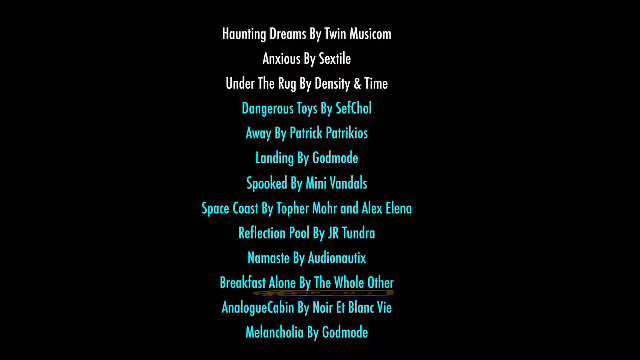 Haunting Dreams By Twin Musicom
Anxious By Sextile
Under The Rug By Density & Time
Dangerous Toys By SefChol
Away By Patrick Patrikios
Landing By Godmode
Spooked By Mini Vandals
Space Coast By Topher Mohr and Alex Elena
Reflection Pool By JR Tundra
Namaste By Audionautix
Breakfast Alone By The Whole Other
AnalogueCabin By Noir Et Blanc Vie
Melancholia By Godmode